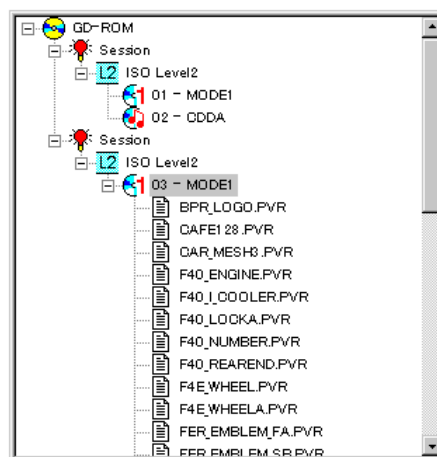 GD-ROM
Session
L2 ISO Level2
01 - MODE1
02 - CDDA
Session
L2 ISO Level2
03 - MODE1
BPR_LOGO.PVR
CAFE128.PVR
CAR_MESH3.PVR
F40_ENGINE.PVR
F40_I_COOLER.PVR
F40_LOCKA.PVR
F40_NUMBER.PVR
F40_REAREND.PVR
F4E_WHEEL.PVR
F4E_WHEELA.PVR
FER_EMBLEM_FA.PVR
FER_EMBLEM_SB.PVR